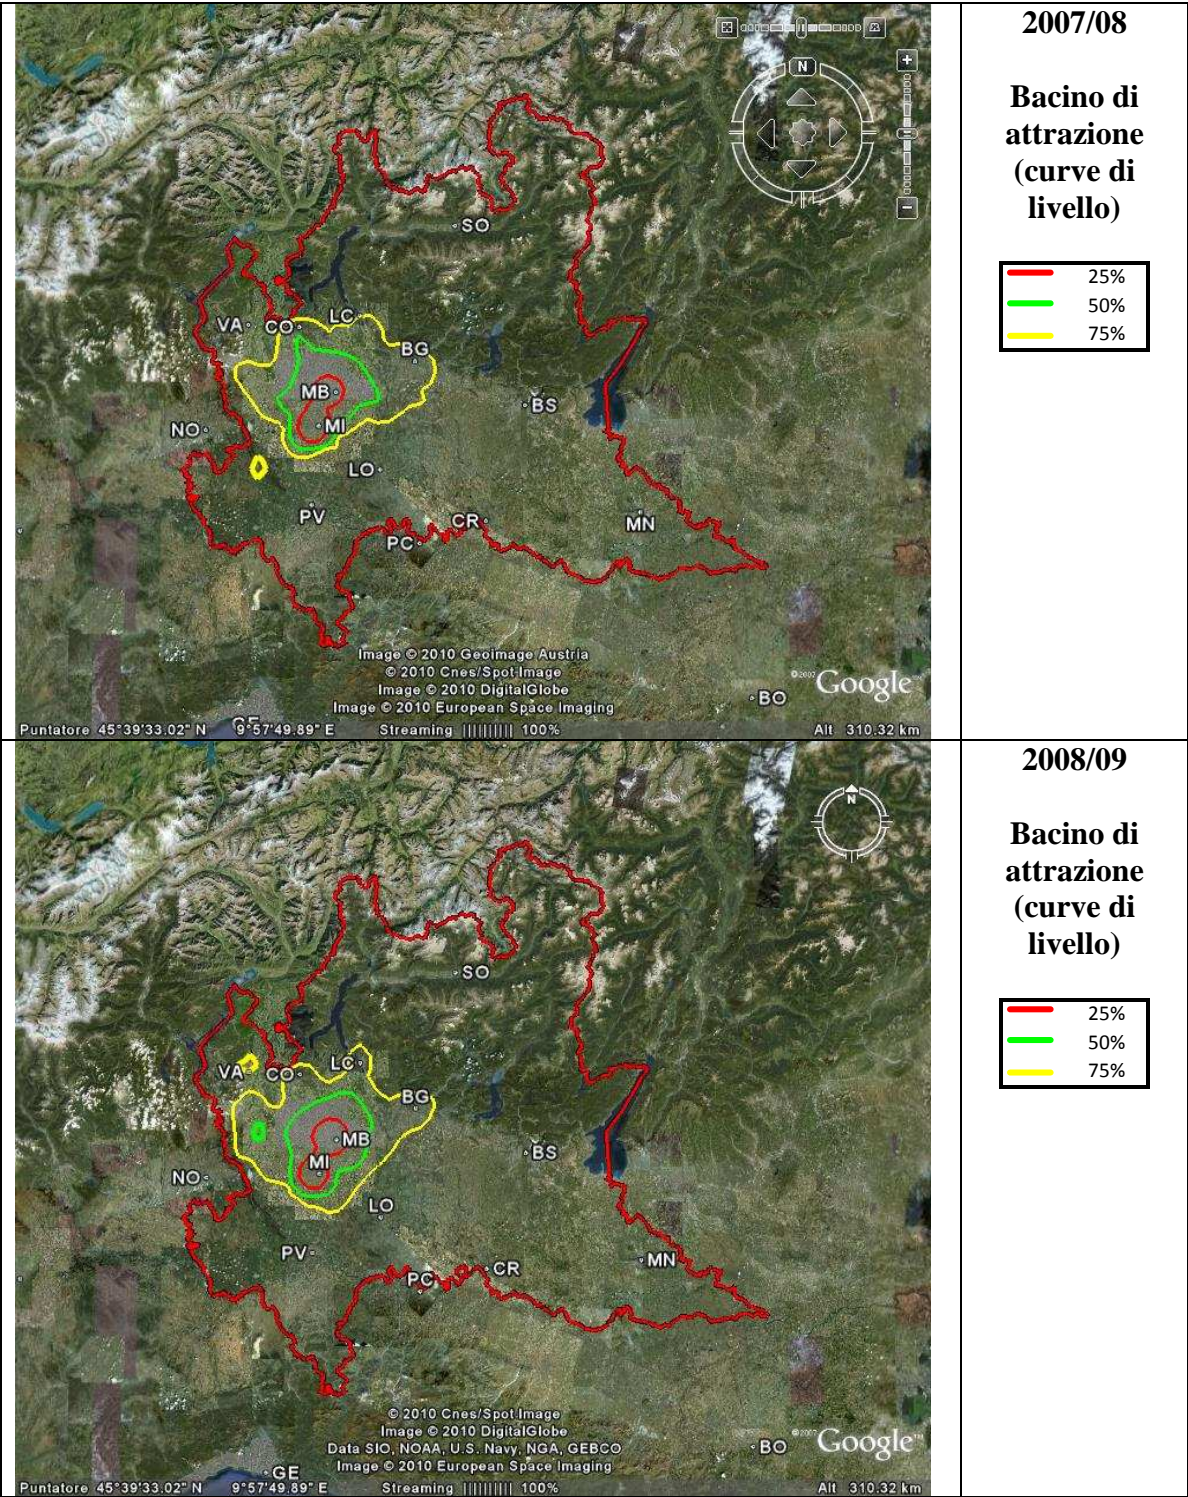 2007/08
Bacino di
attrazione
(curve di
livello)
25%
50%
75%
N
SO
VA
CO
LC
BG
MB
MI
BS
NO
LO
PV
CR
PC
MN
Image © 2010 Geoimage Austria
© 2010 Cnes/Spot Image
Image © 2010 DigitalGlobe
Image © 2010 European Space Imaging
©2007 Google
BO
GE
Puntatore 45°39'33.02" N 9°57'49.89" E Streaming |||||||||| 100% Alt 310.32 km
2008/09
Bacino di
attrazione
(curve di
livello)
25%
50%
75%
N
SO
VA
CO
LC
BG
MB
MI
BS
NO
LO
PV
CR
PC
MN
© 2010 Cnes/Spot Image
Image © 2010 DigitalGlobe
Data SIO, NOAA, U.S. Navy, NGA, GEBCO
Image © 2010 European Space Imaging
©2007 Google™
BO
GE
Puntatore 45°39'33.02" N 9°57'49.89" E Streaming |||||||||| 100% Alt 310.32 km